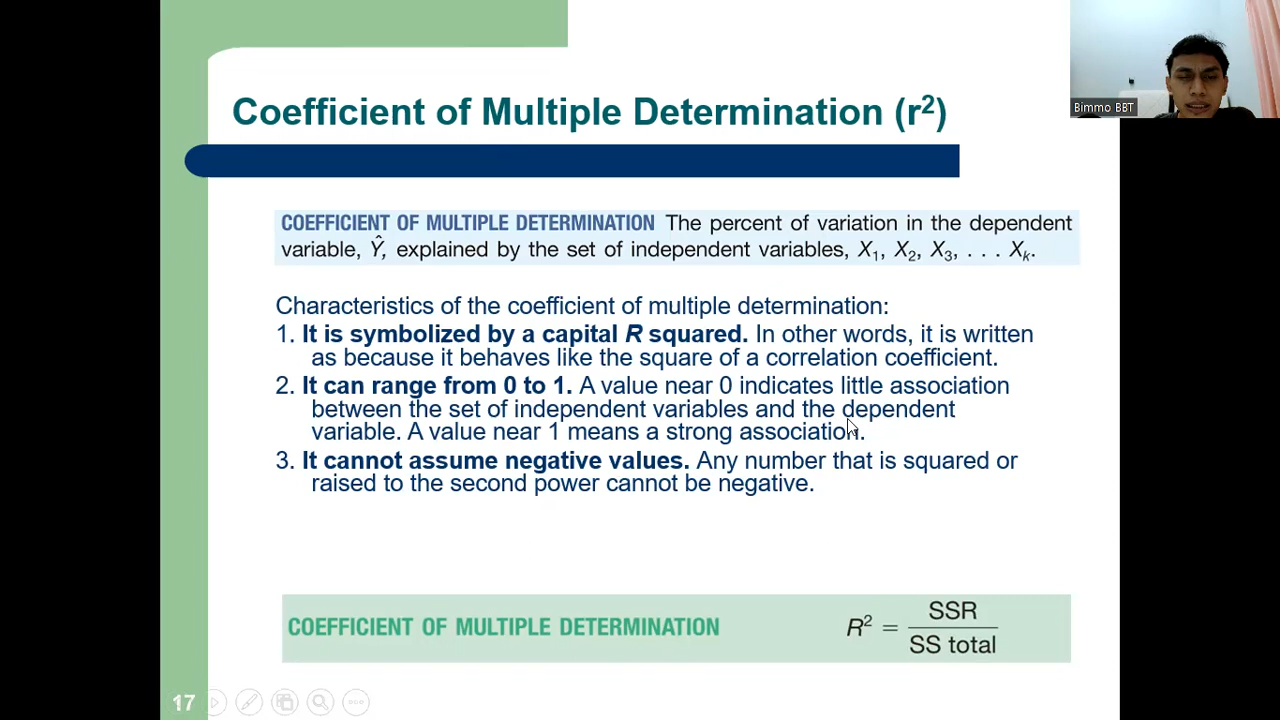 Bimmo BBT
Coefficient of Multiple Determination (r²)
COEFFICIENT OF MULTIPLE DETERMINATION The percent of variation in the dependent
variable, Ŷ, explained by the set of independent variables, X₁, X₂, X₃, . . . Xₖ.
Characteristics of the coefficient of multiple determination:
1. It is symbolized by a capital R squared. In other words, it is written
as because it behaves like the square of a correlation coefficient.
2. It can range from 0 to 1. A value near 0 indicates little association
between the set of independent variables and the dependent
variable. A value near 1 means a strong association.
3. It cannot assume negative values. Any number that is squared or
raised to the second power cannot be negative.
COEFFICIENT OF MULTIPLE DETERMINATION R² = SSR / SS total
17